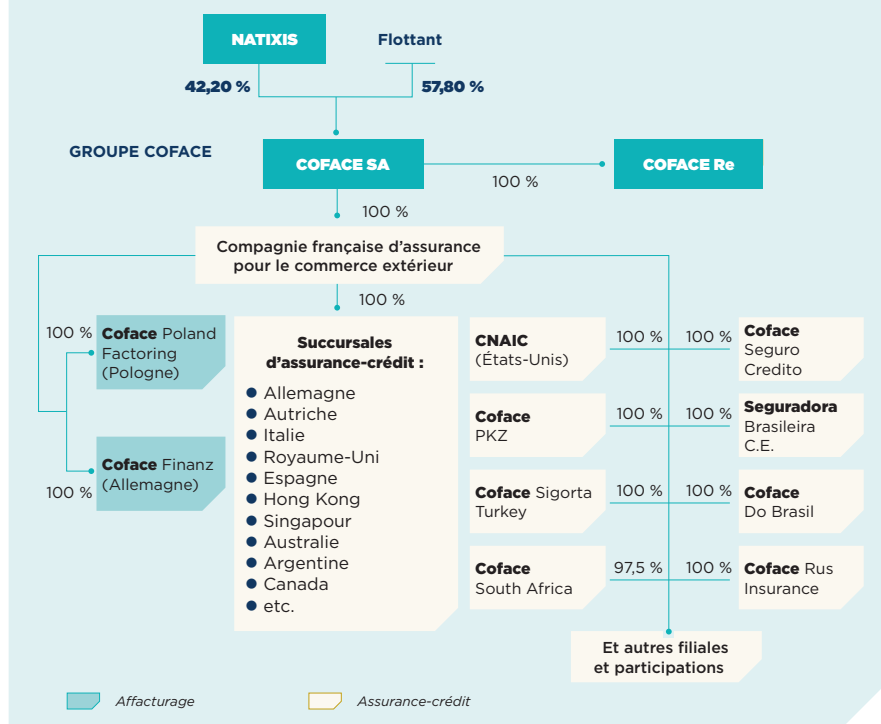 NATIXIS
Flottant
42,20 %
57,80 %
GROUPE COFACE
COFACE SA
COFACE Re
100 %
100 %
Compagnie française d’assurance
pour le commerce extérieur
100 %
100 %
Coface Poland
Factoring
(Pologne)
100 %
Coface Finanz
(Allemagne)
Succursales
d’assurance-crédit :
Allemagne
Autriche
Italie
Royaume-Uni
Espagne
Hong Kong
Singapour
Australie
Argentine
Canada
etc.
CNAIC
(États-Unis)
100 %
100 %
Coface
Seguro
Credito
Coface
PKZ
100 %
100 %
Seguradora
Brasileira
C.E.
Coface Sigorta
Turkey
100 %
100 %
Coface
Do Brasil
Coface
South Africa
97,5 %
100 %
Coface Rus
Insurance
Et autres filiales
et participations
Affacturage
Assurance-crédit